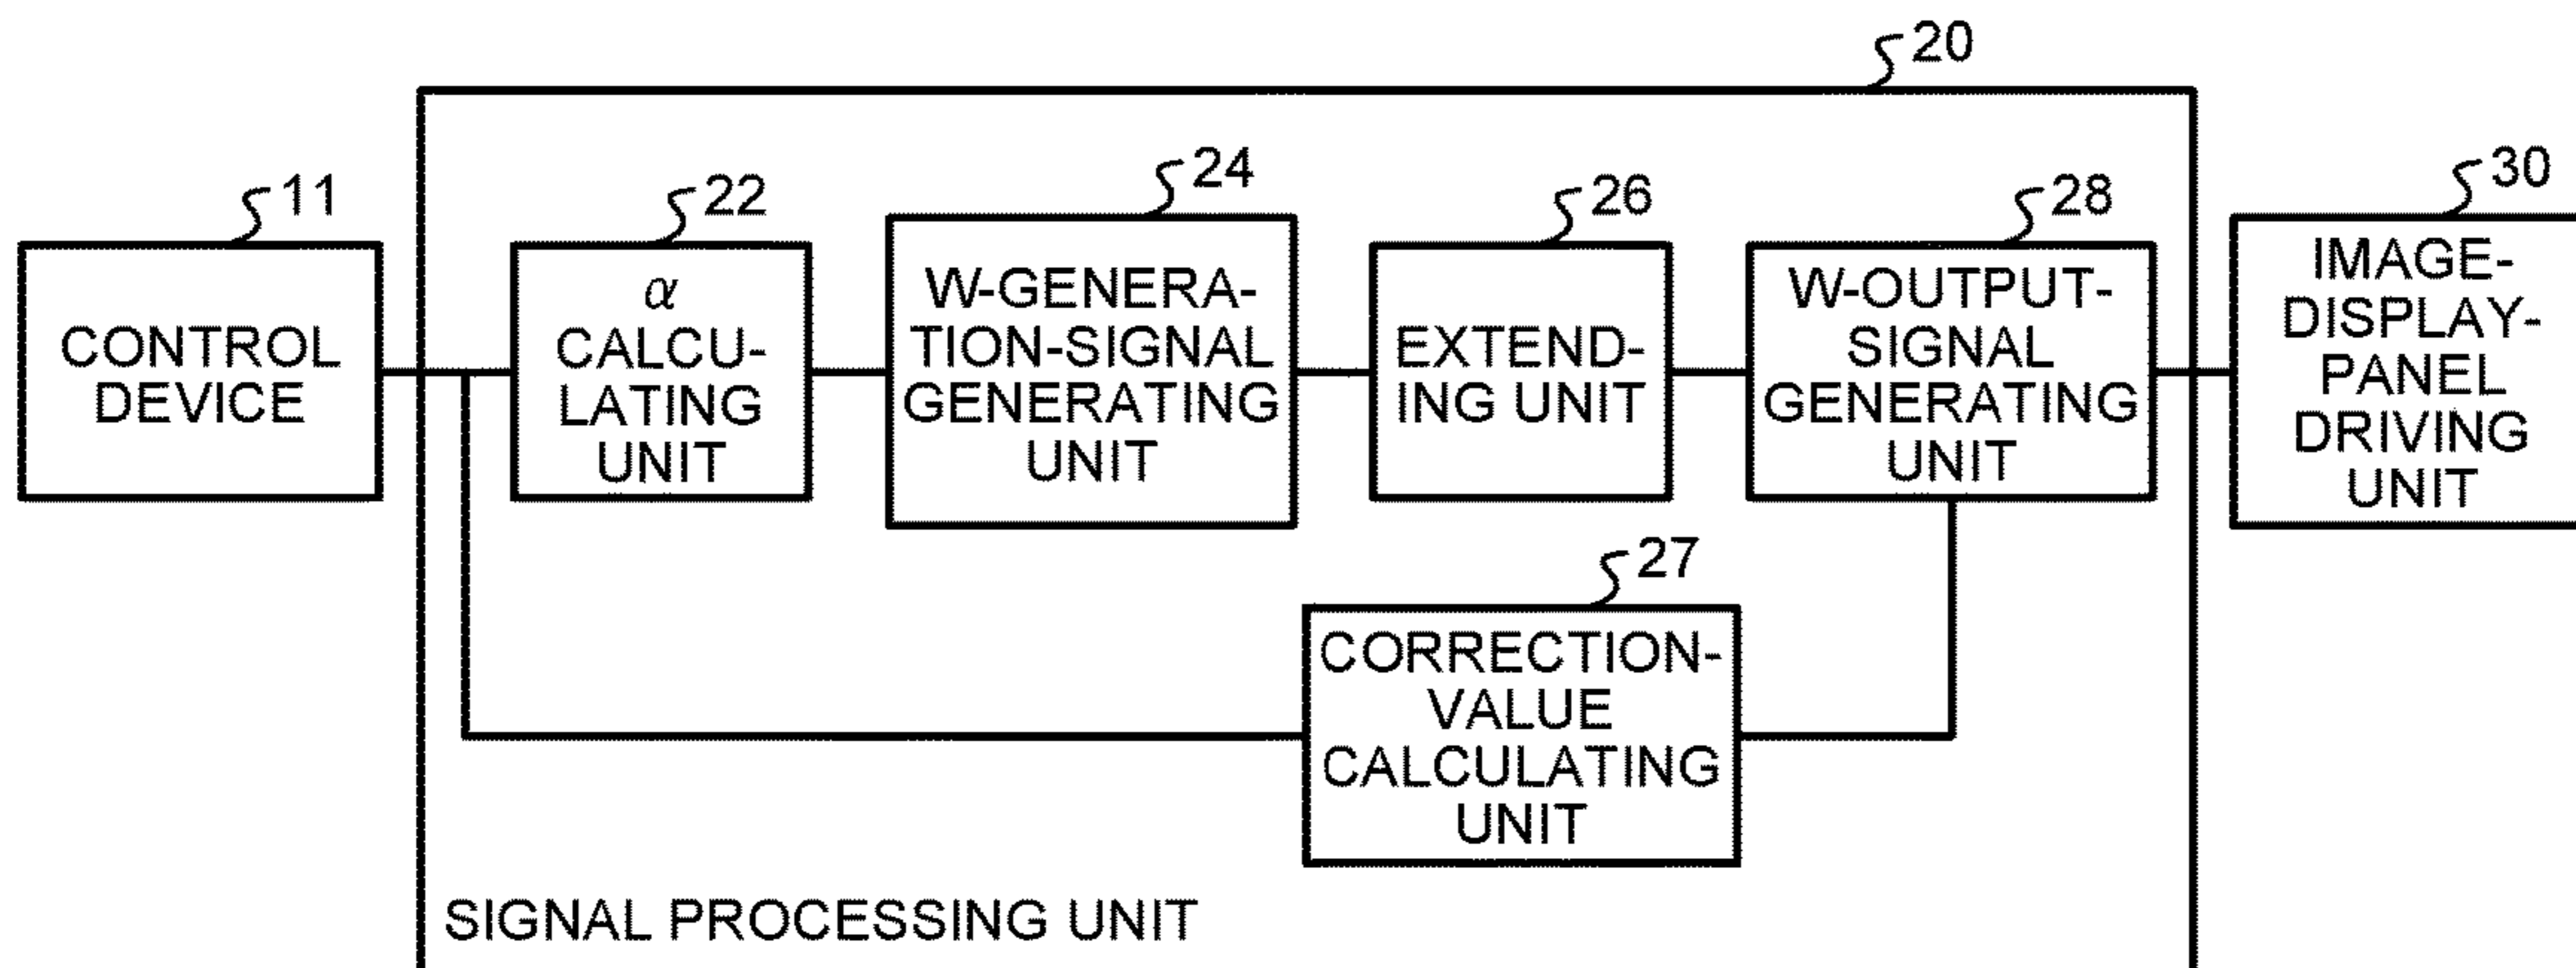 20
11
CONTROL
DEVICE
22
α
CALCU-
LATING
UNIT
24
W-GENERA-
TION-SIGNAL
GENERATING
UNIT
26
EXTEND-
ING UNIT
28
W-OUTPUT-
SIGNAL
GENERATING
UNIT
30
IMAGE-
DISPLAY-
PANEL
DRIVING
UNIT
27
CORRECTION-
VALUE
CALCULATING
UNIT
SIGNAL PROCESSING UNIT